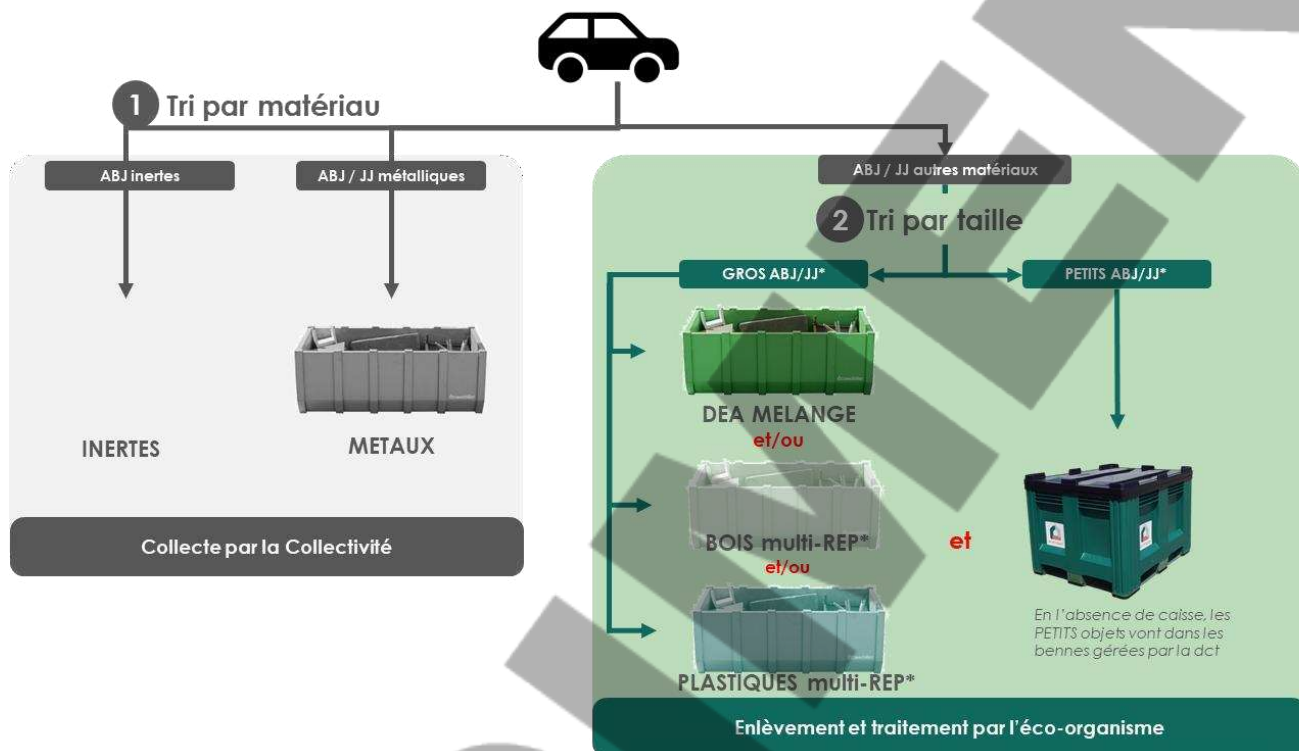 1 Tri par matériau
ABJ inertes
ABJ / JJ métalliques
INERTES
METAUX
Collecte par la Collectivité
ABJ / JJ autres matériaux
2 Tri par taille
GROS ABJ/JJ*
PETITS ABJ/JJ*
DEA MELANGE
et/ou
BOIS multi-REP*
et/ou
PLASTIQUES multi-REP*
et
En l'absence de caisse, les
PETITS objets vont dans les
bennes gérées par la dct
Enlèvement et traitement par l'éco-organisme